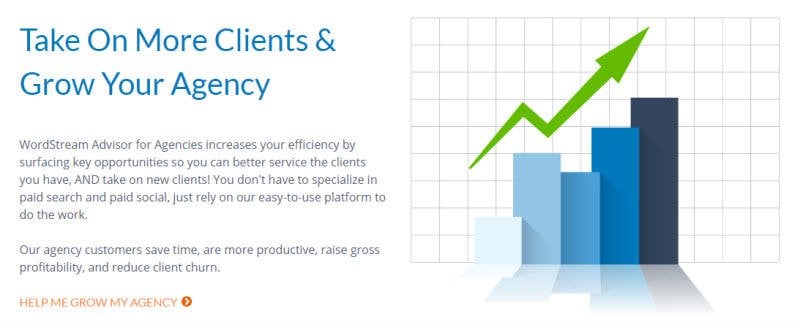 Take On More Clients &
Grow Your Agency
WordStream Advisor for Agencies increases your efficiency by
surfacing key opportunities so you can better service the clients
you have, AND take on new clients! You don't have to specialize in
paid search and paid social, just rely on our easy-to-use platform to
do the work.
Our agency customers save time, are more productive, raise gross
profitability, and reduce client churn.
HELP ME GROW MY AGENCY